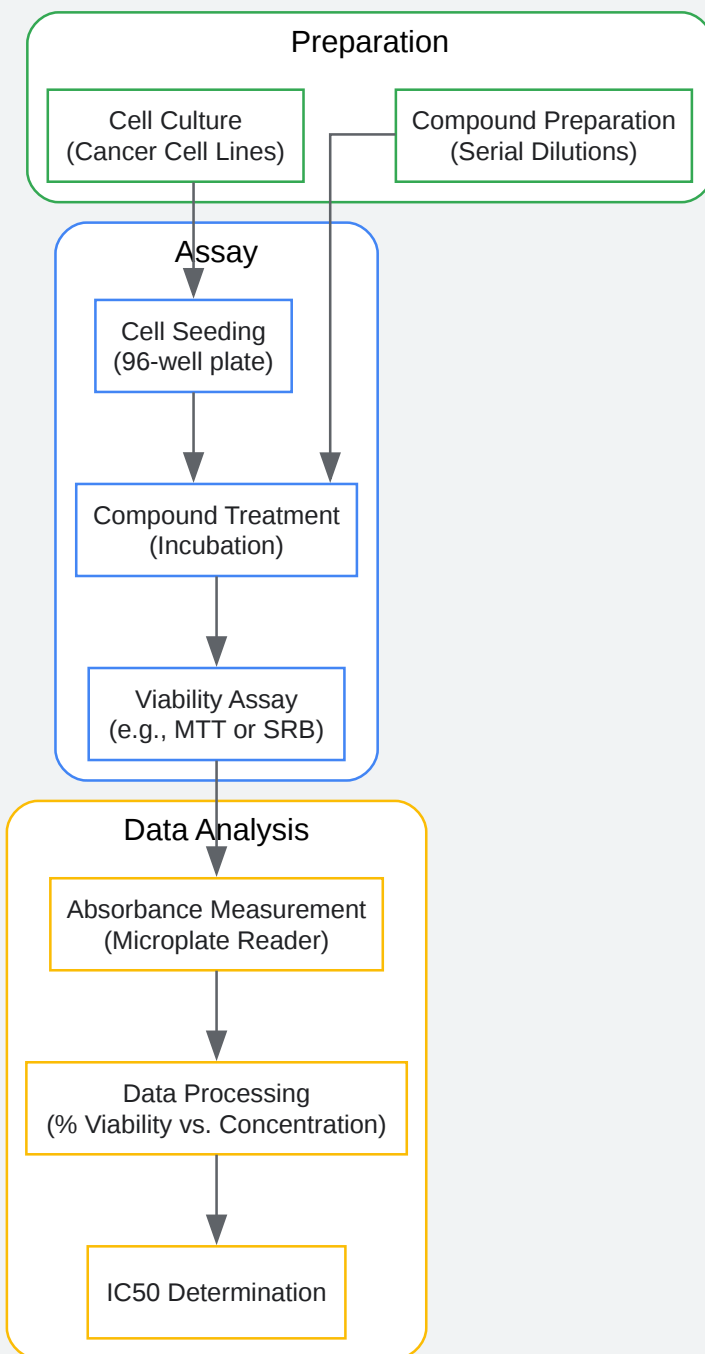 Preparation
Cell Culture
(Cancer Cell Lines)
Compound Preparation
(Serial Dilutions)
Assay
Cell Seeding
(96-well plate)
Compound Treatment
(Incubation)
Viability Assay
(e.g., MTT or SRB)
Data Analysis
Absorbance Measurement
(Microplate Reader)
Data Processing
(% Viability vs. Concentration)
IC50 Determination